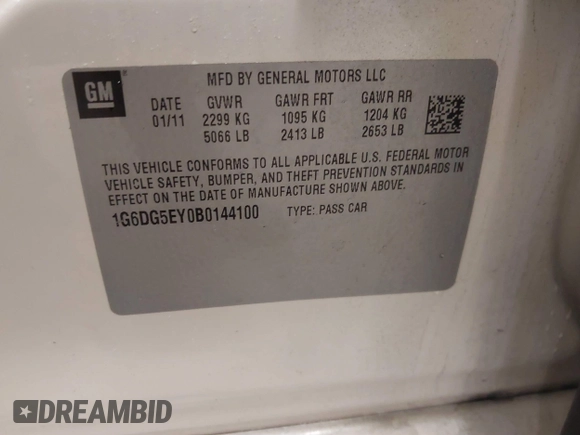 GM
MFD BY GENERAL MOTORS LLC
DATE GVWR GAWR FRT GAWR RR
01/11 2299 KG 1095 KG 1204 KG
5066 LB 2413 LB 2653 LB
THIS VEHICLE CONFORMS TO ALL APPLICABLE U.S. FEDERAL MOTOR
VEHICLE SAFETY, BUMPER, AND THEFT PREVENTION STANDARDS IN
EFFECT ON THE DATE OF MANUFACTURE SHOWN ABOVE.
1G6DG5EY0B0144100 TYPE: PASS CAR
DREAMBID